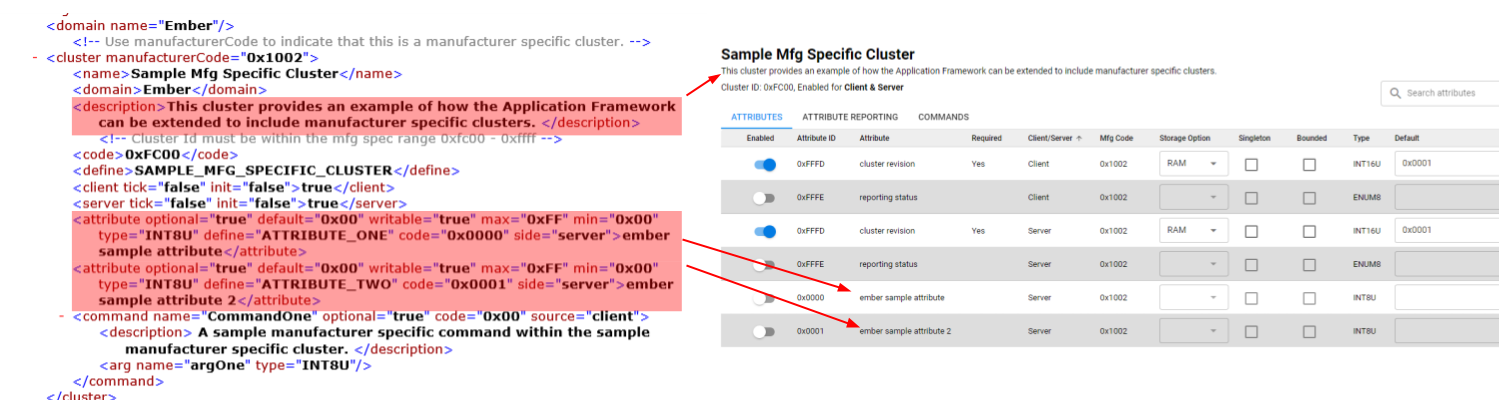 <domain name="Ember"/>
<!-- Use manufacturerCode to indicate that this is a manufacturer specific cluster. -->
- <cluster manufacturerCode="0x1002">
<name>Sample Mfg Specific Cluster</name>
<domain>Ember</domain>
<description>This cluster provides an example of how the Application Framework
can be extended to include manufacturer specific clusters. </description>
<!-- Cluster Id must be within the mfg spec range 0xfc00 - 0xffff -->
<code>0xFC00</code>
<define>SAMPLE_MFG_SPECIFIC_CLUSTER</define>
<client tick="false" init="false">true</client>
<server tick="false" init="false">true</server>
<attribute optional="true" default="0x00" writable="true" max="0xFF" min="0x00"
type="INT8U" define="ATTRIBUTE_ONE" code="0x0000" side="server">ember
sample attribute</attribute>
<attribute optional="true" default="0x00" writable="true" max="0xFF" min="0x00"
type="INT8U" define="ATTRIBUTE_TWO" code="0x0001" side="server">ember
sample attribute 2</attribute>
- <command name="CommandOne" optional="true" code="0x00" source="client">
<description> A sample manufacturer specific command within the sample
manufacturer specific cluster. </description>
<arg name="argOne" type="INT8U"/>
</command>
</cluster>
Sample Mfg Specific Cluster
This cluster provides an example of how the Application Framework can be extended to include manufacturer specific clusters.
Cluster ID: 0xFC00, Enabled for Client & Server
Search attributes
ATTRIBUTES ATTRIBUTE REPORTING COMMANDS
Enabled Attribute ID Attribute Required Client/Server ↑ Mfg Code Storage Option Singleton Bounded Type Default
0xFFFD cluster revision Yes Client 0x1002 RAM INT16U 0x0001
0xFFFE reporting status Client 0x1002 ENUM8
0xFFFD cluster revision Yes Server 0x1002 RAM INT16U 0x0001
0xFFFE reporting status Server 0x1002 ENUM8
0x0000 ember sample attribute Server 0x1002 INT8U
0x0001 ember sample attribute 2 Server 0x1002 INT8U